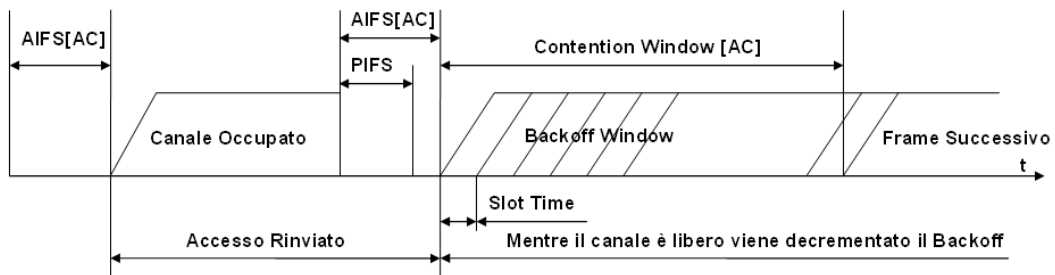 AIFS[AC]
AIFS[AC]
PIFS
Contention Window [AC]
Canale Occupato
Backoff Window
Frame Successivo
t
Slot Time
Accesso Rinviato
Mentre il canale è libero viene decrementato il Backoff